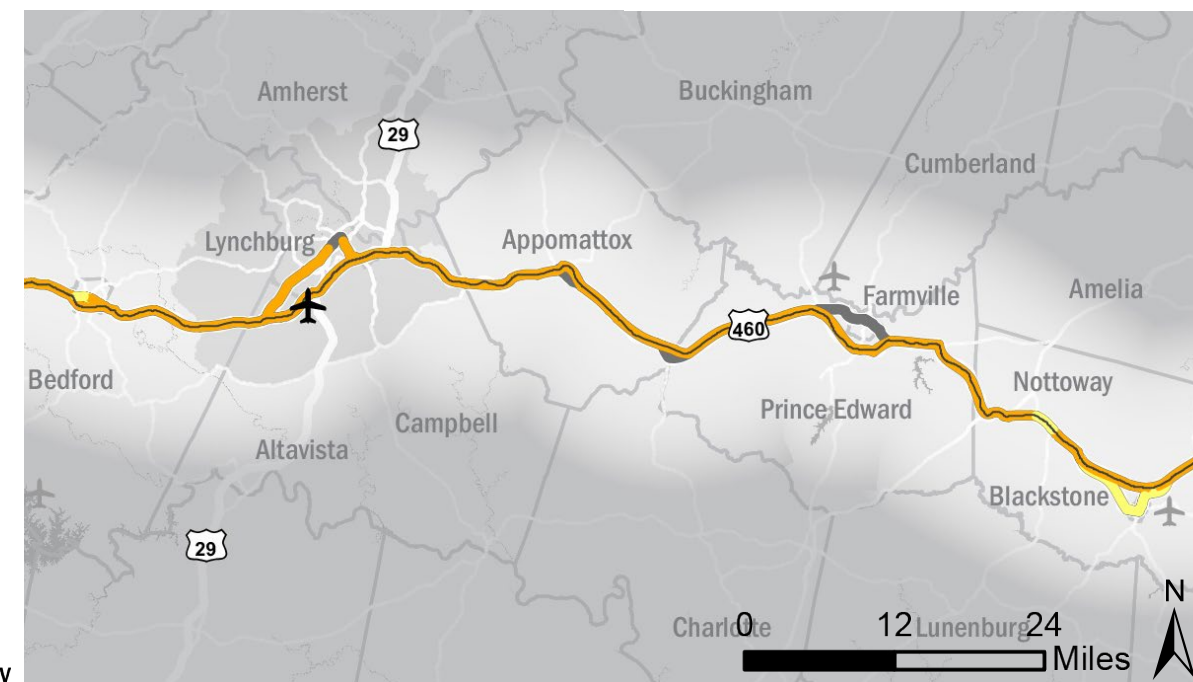 Amherst
Buckingham
29
Cumberland
Lynchburg
Appomattox
Farmville
Amelia
460
Bedford
Nottoway
Prince Edward
Campbell
Altavista
Blackstone
29
N
Charlotte
Lunenburg
0 12 24
Miles